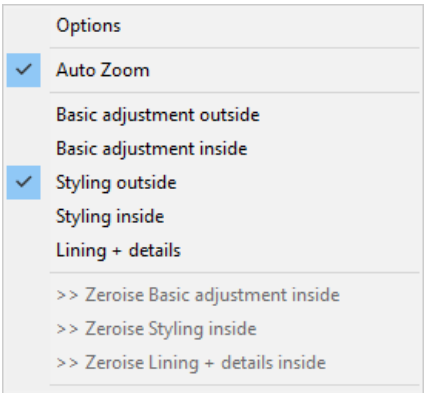 Options
Auto Zoom
Basic adjustment outside
Basic adjustment inside
Styling outside
Styling inside
Lining + details
>> Zeroise Basic adjustment inside
>> Zeroise Styling inside
>> Zeroise Lining + details inside